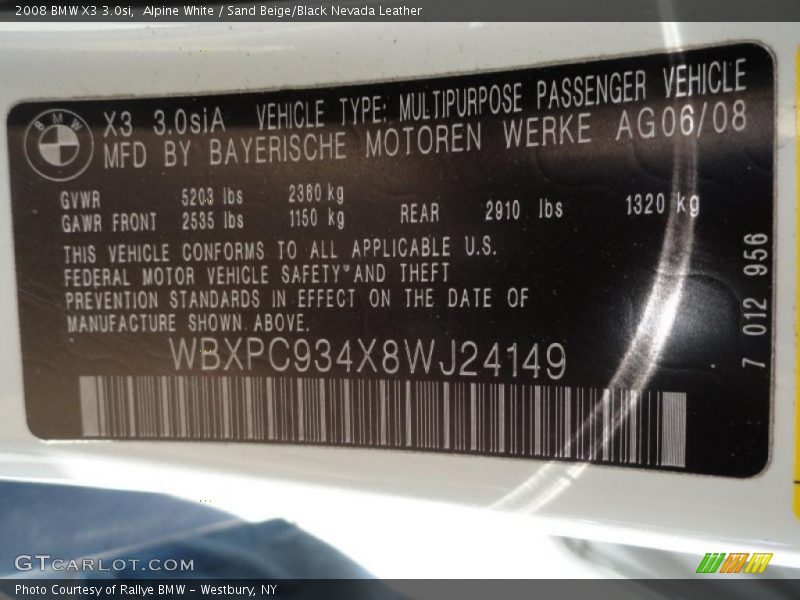 2008 BMW X3 3.0si, Alpine White / Sand Beige/Black Nevada Leather
BMW
X3 3.0siA VEHICLE TYPE: MULTIPURPOSE PASSENGER VEHICLE
MFD BY BAYERISCHE MOTOREN WERKE AG 06/08
GVWR 5203 lbs 2360 kg
GAWR FRONT 2535 lbs 1150 kg REAR 2910 lbs 1320 kg
THIS VEHICLE CONFORMS TO ALL APPLICABLE U.S.
FEDERAL MOTOR VEHICLE SAFETY AND THEFT
PREVENTION STANDARDS IN EFFECT ON THE DATE OF
MANUFACTURE SHOWN ABOVE.
WBXPC934X8WJ24149
7 012 956
GTCARLOT.COM
Photo Courtesy of Rallye BMW – Westbury, NY